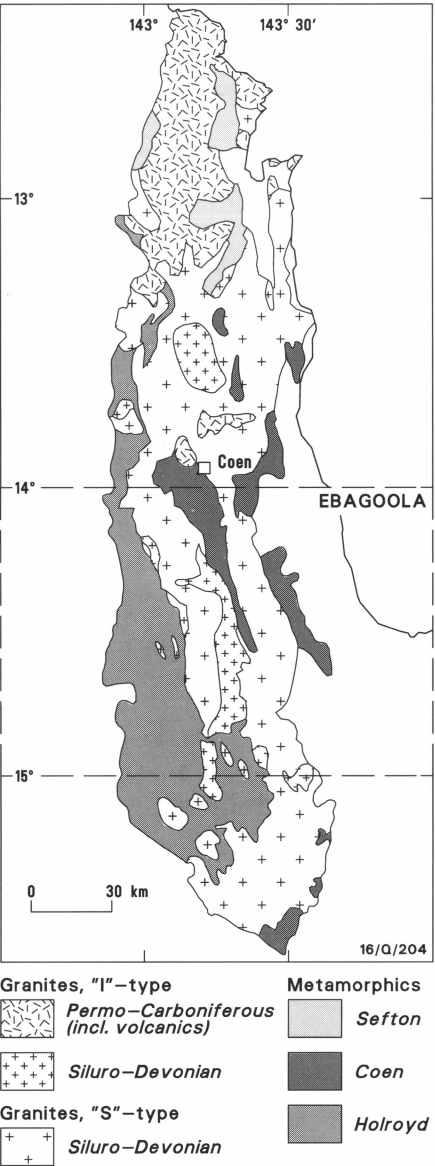 143° 143° 30′
13°
Coen
14°
EBAGOOLA
15°
0 30 km
16/Q/204
Granites, "I"–type
Permo–Carboniferous
(incl. volcanics)
Siluro–Devonian
Granites, "S"–type
Siluro–Devonian
Metamorphics
Sefton
Coen
Holroyd